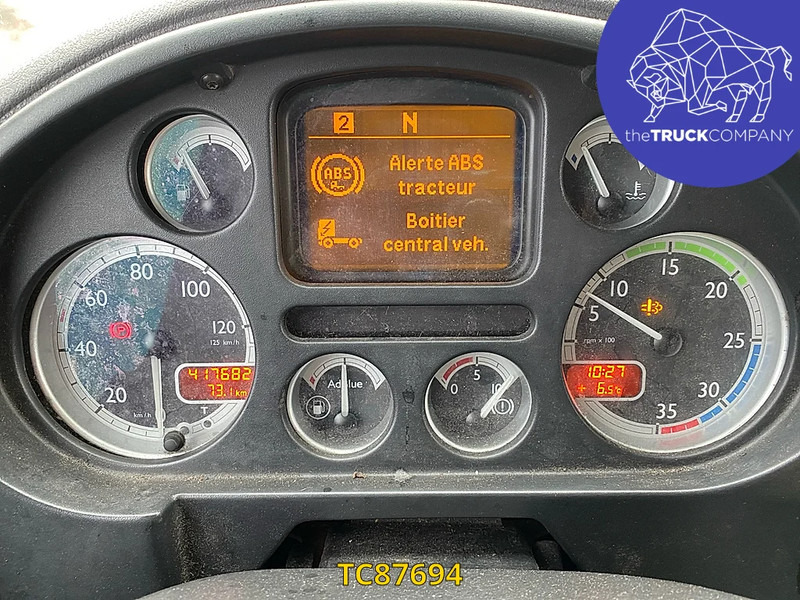 theTRUCKCOMPANY
2 N
ABS
Alerte ABS
tracteur
Boitier
central veh.
20
40
60
80
100
120
125 km/h
km/h
417682
73.1 km
T
AdBlue
0
5
10
5
10
15
20
25
30
35
rpm x 100
10:27
+ 6.5°C
TC87694